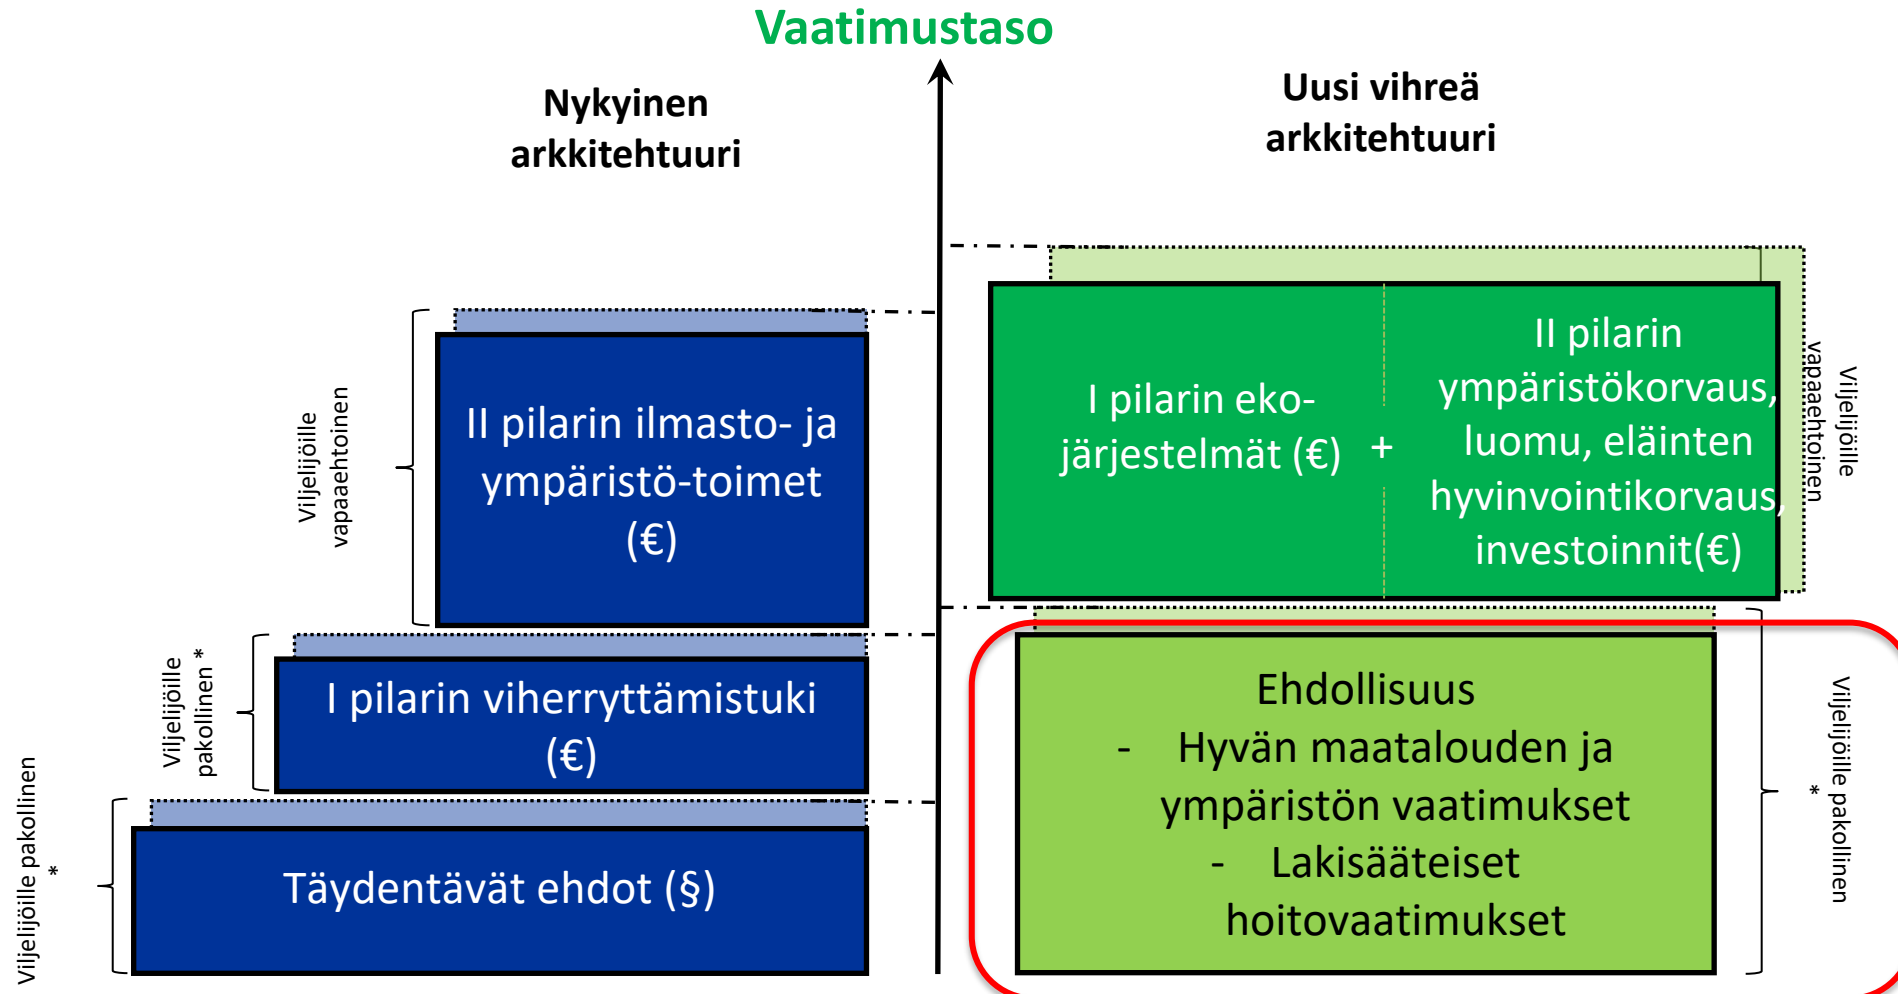 Vaatimustaso
Nykyinen
arkkitehtuuri
Uusi vihreä
arkkitehtuuri
Viljelijöille
vapaaehtoinen
II pilarin ilmasto- ja
ympäristö-toimet
(€)
Viljelijöille
pakollinen *
I pilarin viherryttämistuki
(€)
Viljelijöille pakollinen
*
Täydentävät ehdot (§)
I pilarin eko-
järjestelmät (€)
+
II pilarin
ympäristökorvaus,
luomu, eläinten
hyvinvointikorvaus,
investoinnit(€)
Viljelijöille
vapaaehtoinen
Ehdollisuus
- Hyvän maatalouden ja
ympäristön vaatimukset
- Lakisääteiset
hoitovaatimukset
Viljelijöille pakollinen
*